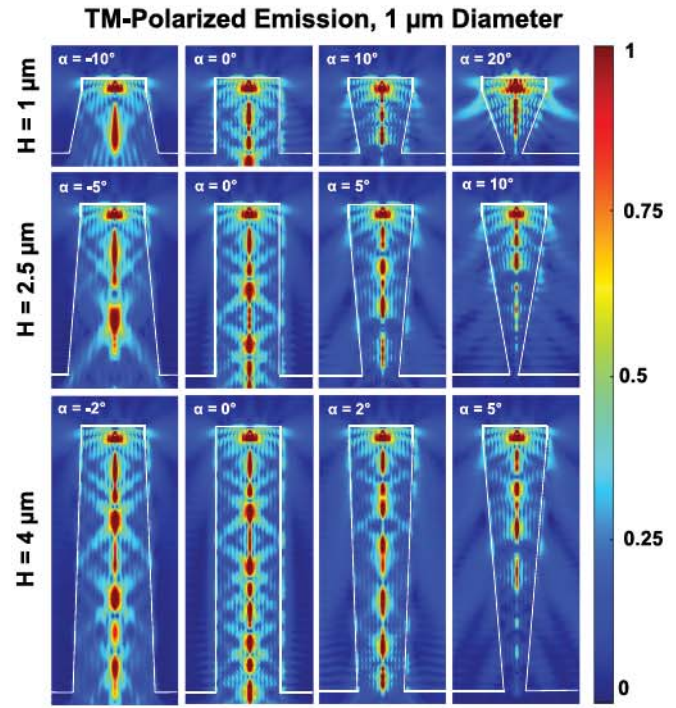 TM-Polarized Emission, 1 μm Diameter
H = 1 μm
α = -10°
α = 0°
α = 10°
α = 20°
H = 2.5 μm
α = -5°
α = 0°
α = 5°
α = 10°
H = 4 μm
α = -2°
α = 0°
α = 2°
α = 5°
1
0.75
0.5
0.25
0